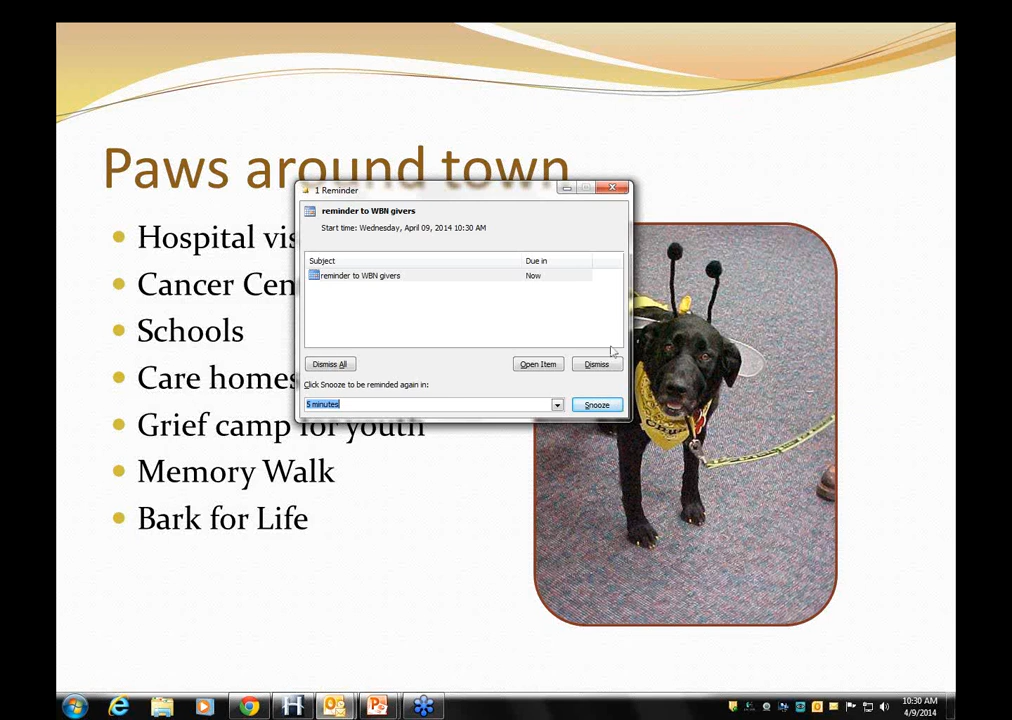 Paws around town
1 Reminder
reminder to WBN givers
Start time: Wednesday, April 09, 2014 10:30 AM
Subject Due in
reminder to WBN givers Now
Dismiss All Open Item Dismiss
Click Snooze to be reminded again in:
5 minutes Snooze
Hospital
Cancer
Schools
Care homes
Grief camp for youth
Memory Walk
Bark for Life
10:30 AM
4/9/2014